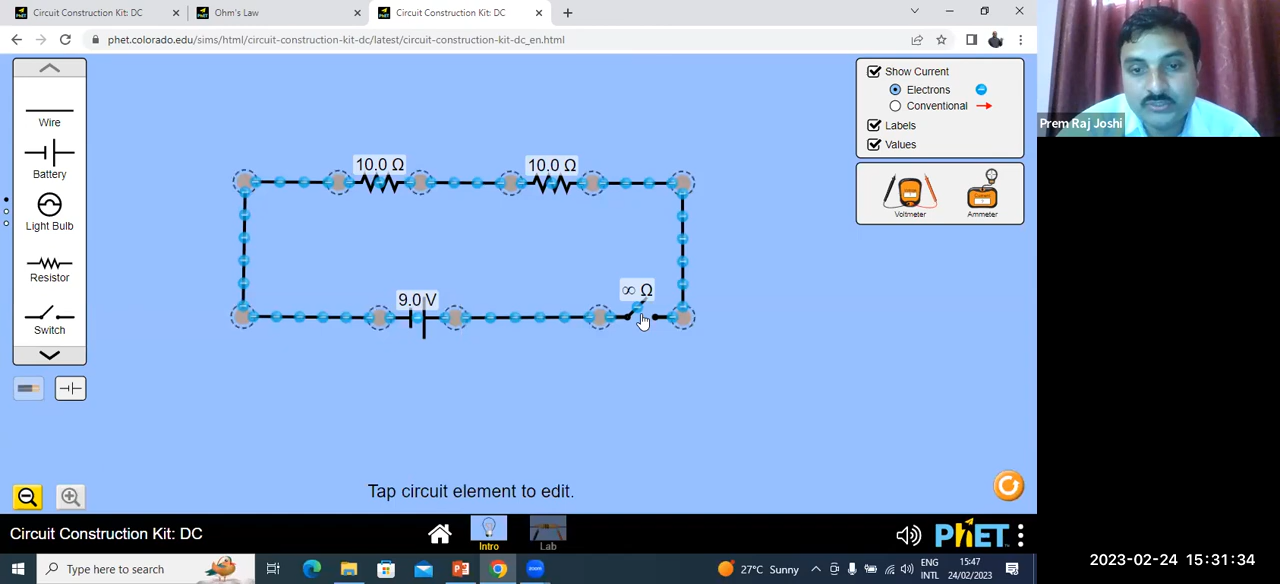 Circuit Construction Kit: DC
Ohm's Law
Circuit Construction Kit: DC
phet.colorado.edu/sims/html/circuit-construction-kit-dc/latest/circuit-construction-kit-dc_en.html
Wire
Battery
Light Bulb
Resistor
Switch
10.0 Ω
10.0 Ω
9.0 V
∞ Ω
Show Current
Electrons
Conventional
Labels
Values
Voltmeter
Ammeter
Prem Raj Joshi
Tap circuit element to edit.
Circuit Construction Kit: DC
Intro
Lab
PhET
Type here to search
zoom
27°C Sunny
ENG
INTL
15:47
24/02/2023
2023-02-24 15:31:34